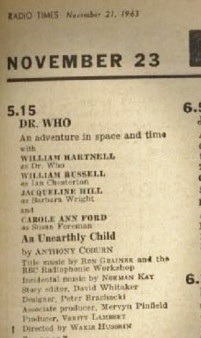 RADIO TIMES November 21, 1963
NOVEMBER 23
5.15
DR. WHO
An adventure in space and time
with
WILLIAM HARTNELL
as Dr. Who
WILLIAM RUSSELL
as Ian Chesterton
JACQUELINE HILL
as Barbara Wright
and
CAROLE ANN FORD
as Susan Foreman
An Unearthly Child
by ANTHONY COBURN
Title music by RON GRAINER and the
BBC Radiophonic Workshop
Incidental music by NORMAN KAY
Story editor, David Whitaker
Designer, Peter Brachacki
Associate producer, Mervyn Pinfield
Producer, VERITY LAMBERT
† Directed by WARIS HUSSEIN
6.
6.